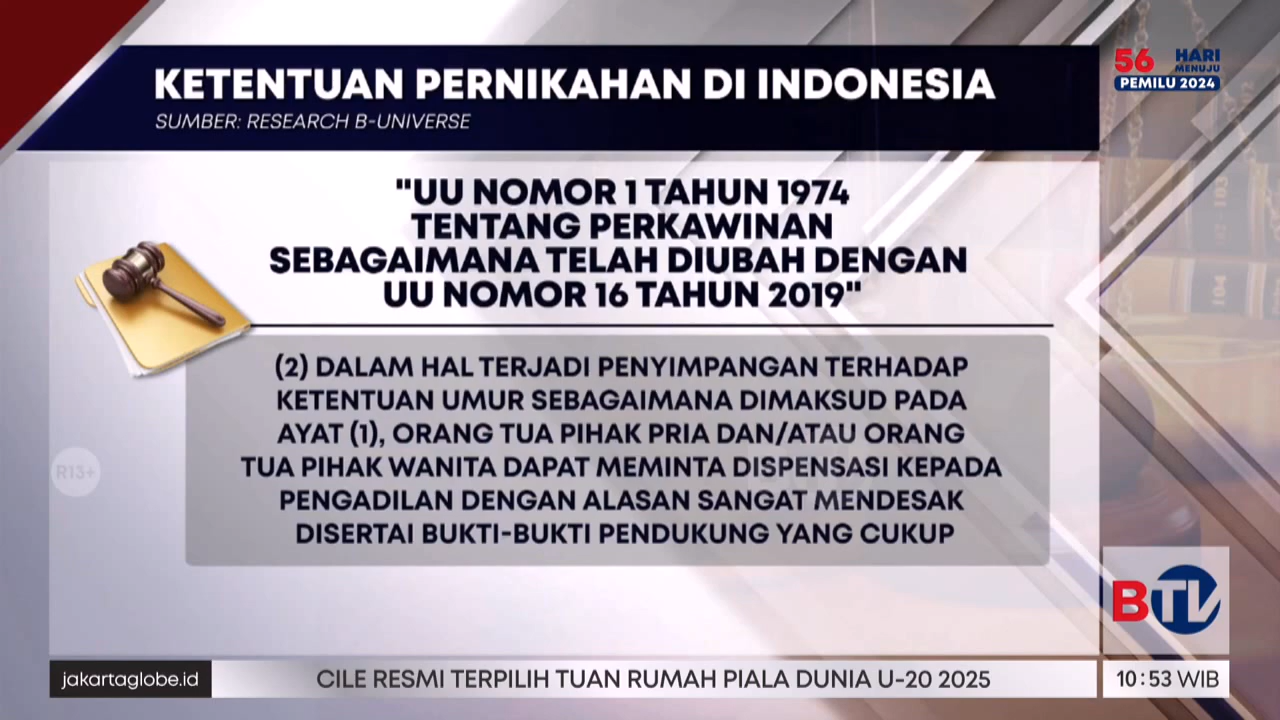 KETENTUAN PERNIKAHAN DI INDONESIA
SUMBER: RESEARCH B-UNIVERSE
56 HARI MENUJU
PEMILU 2024
"UU NOMOR 1 TAHUN 1974
TENTANG PERKAWINAN
SEBAGAIMANA TELAH DIUBAH DENGAN
UU NOMOR 16 TAHUN 2019"
(2) DALAM HAL TERJADI PENYIMPANGAN TERHADAP
KETENTUAN UMUR SEBAGAIMANA DIMAKSUD PADA
AYAT (1), ORANG TUA PIHAK PRIA DAN/ATAU ORANG
TUA PIHAK WANITA DAPAT MEMINTA DISPENSASI KEPADA
PENGADILAN DENGAN ALASAN SANGAT MENDESAK
DISERTAI BUKTI-BUKTI PENDUKUNG YANG CUKUP
R13+
104
BTV
jakartaglobe.id
CILE RESMI TERPILIH TUAN RUMAH PIALA DUNIA U-20 2025
10:53 WIB